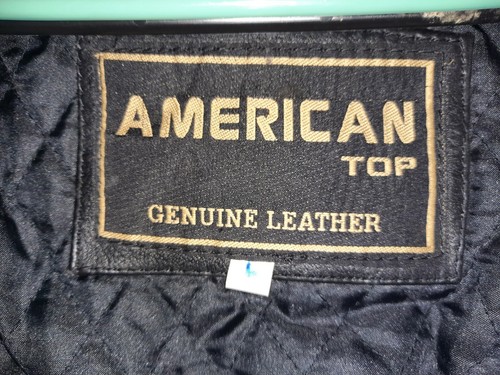 AMERICAN
TOP
GENUINE LEATHER
L